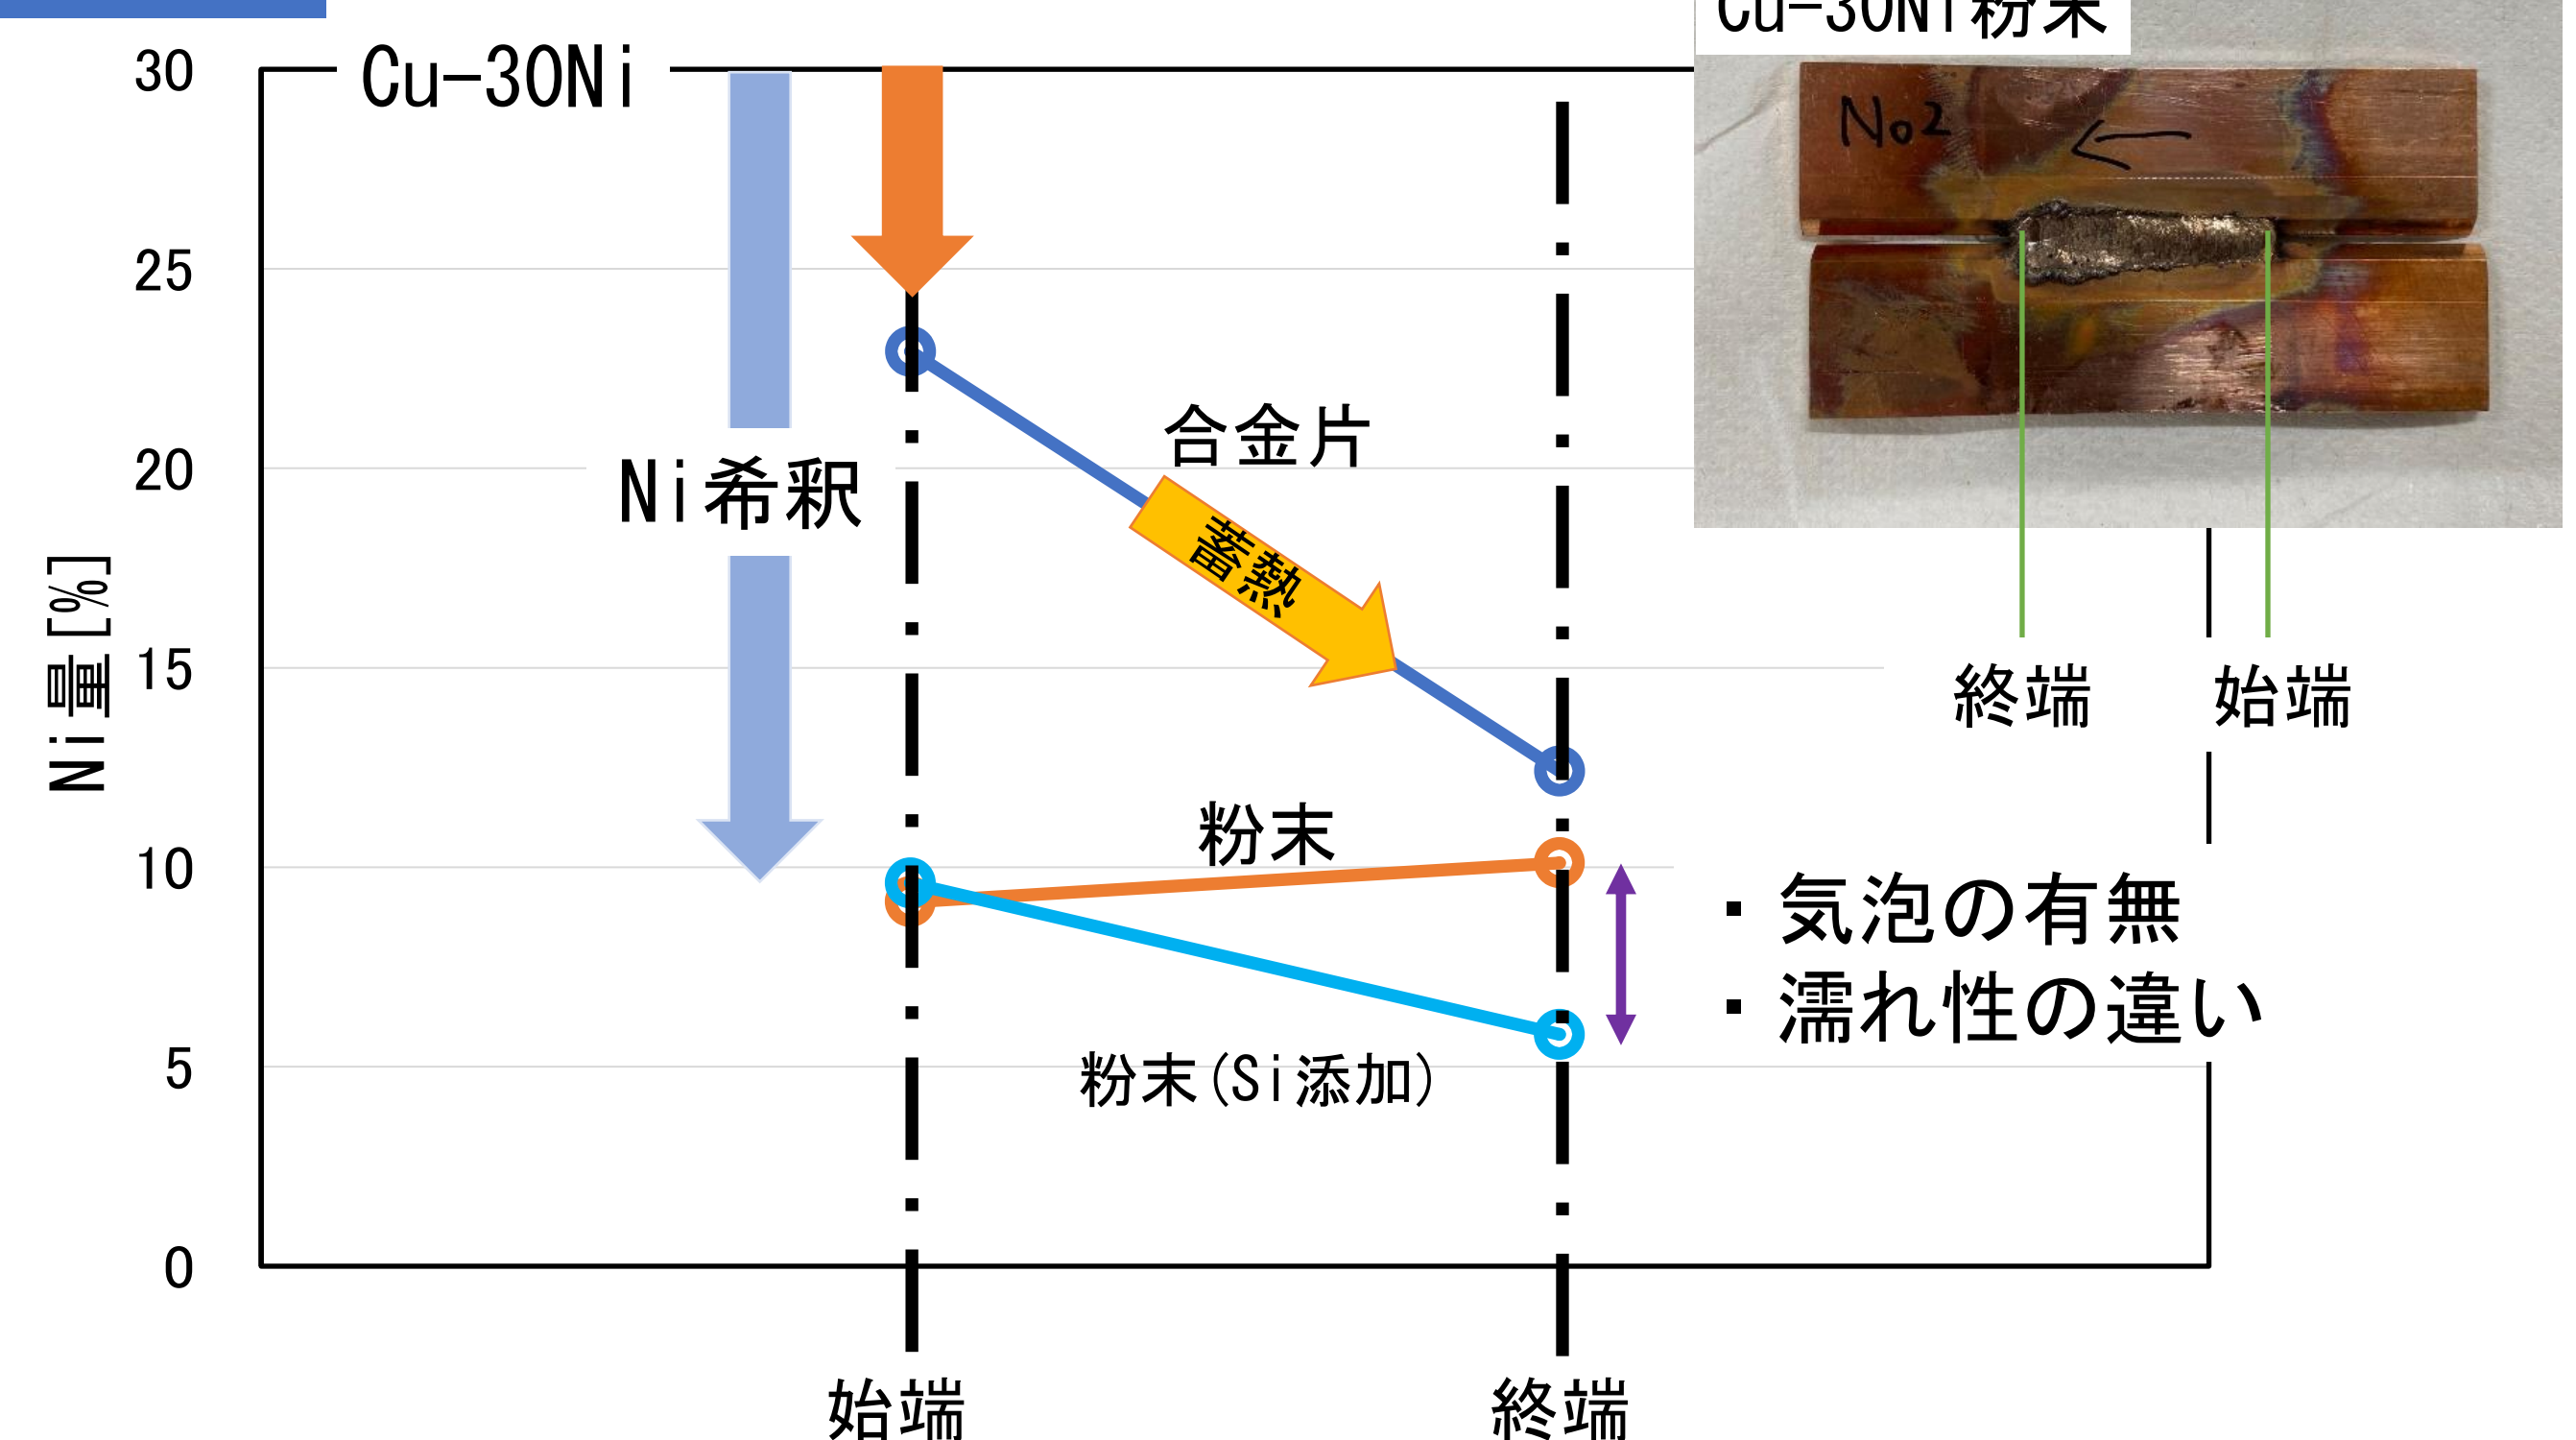 Cu-30Ni粉末
30
Cu-30Ni
No2
25
合金片
20
Ni希釈
蓄熱
Ni量[%]
15
終端
始端
粉末
10
・気泡の有無
・濡れ性の違い
5
粉末(Si添加)
0
始端
終端